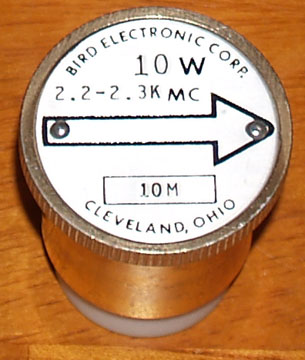 BIRD ELECTRONIC CORP.
10 W
2.2-2.3K MC
10M
CLEVELAND, OHIO